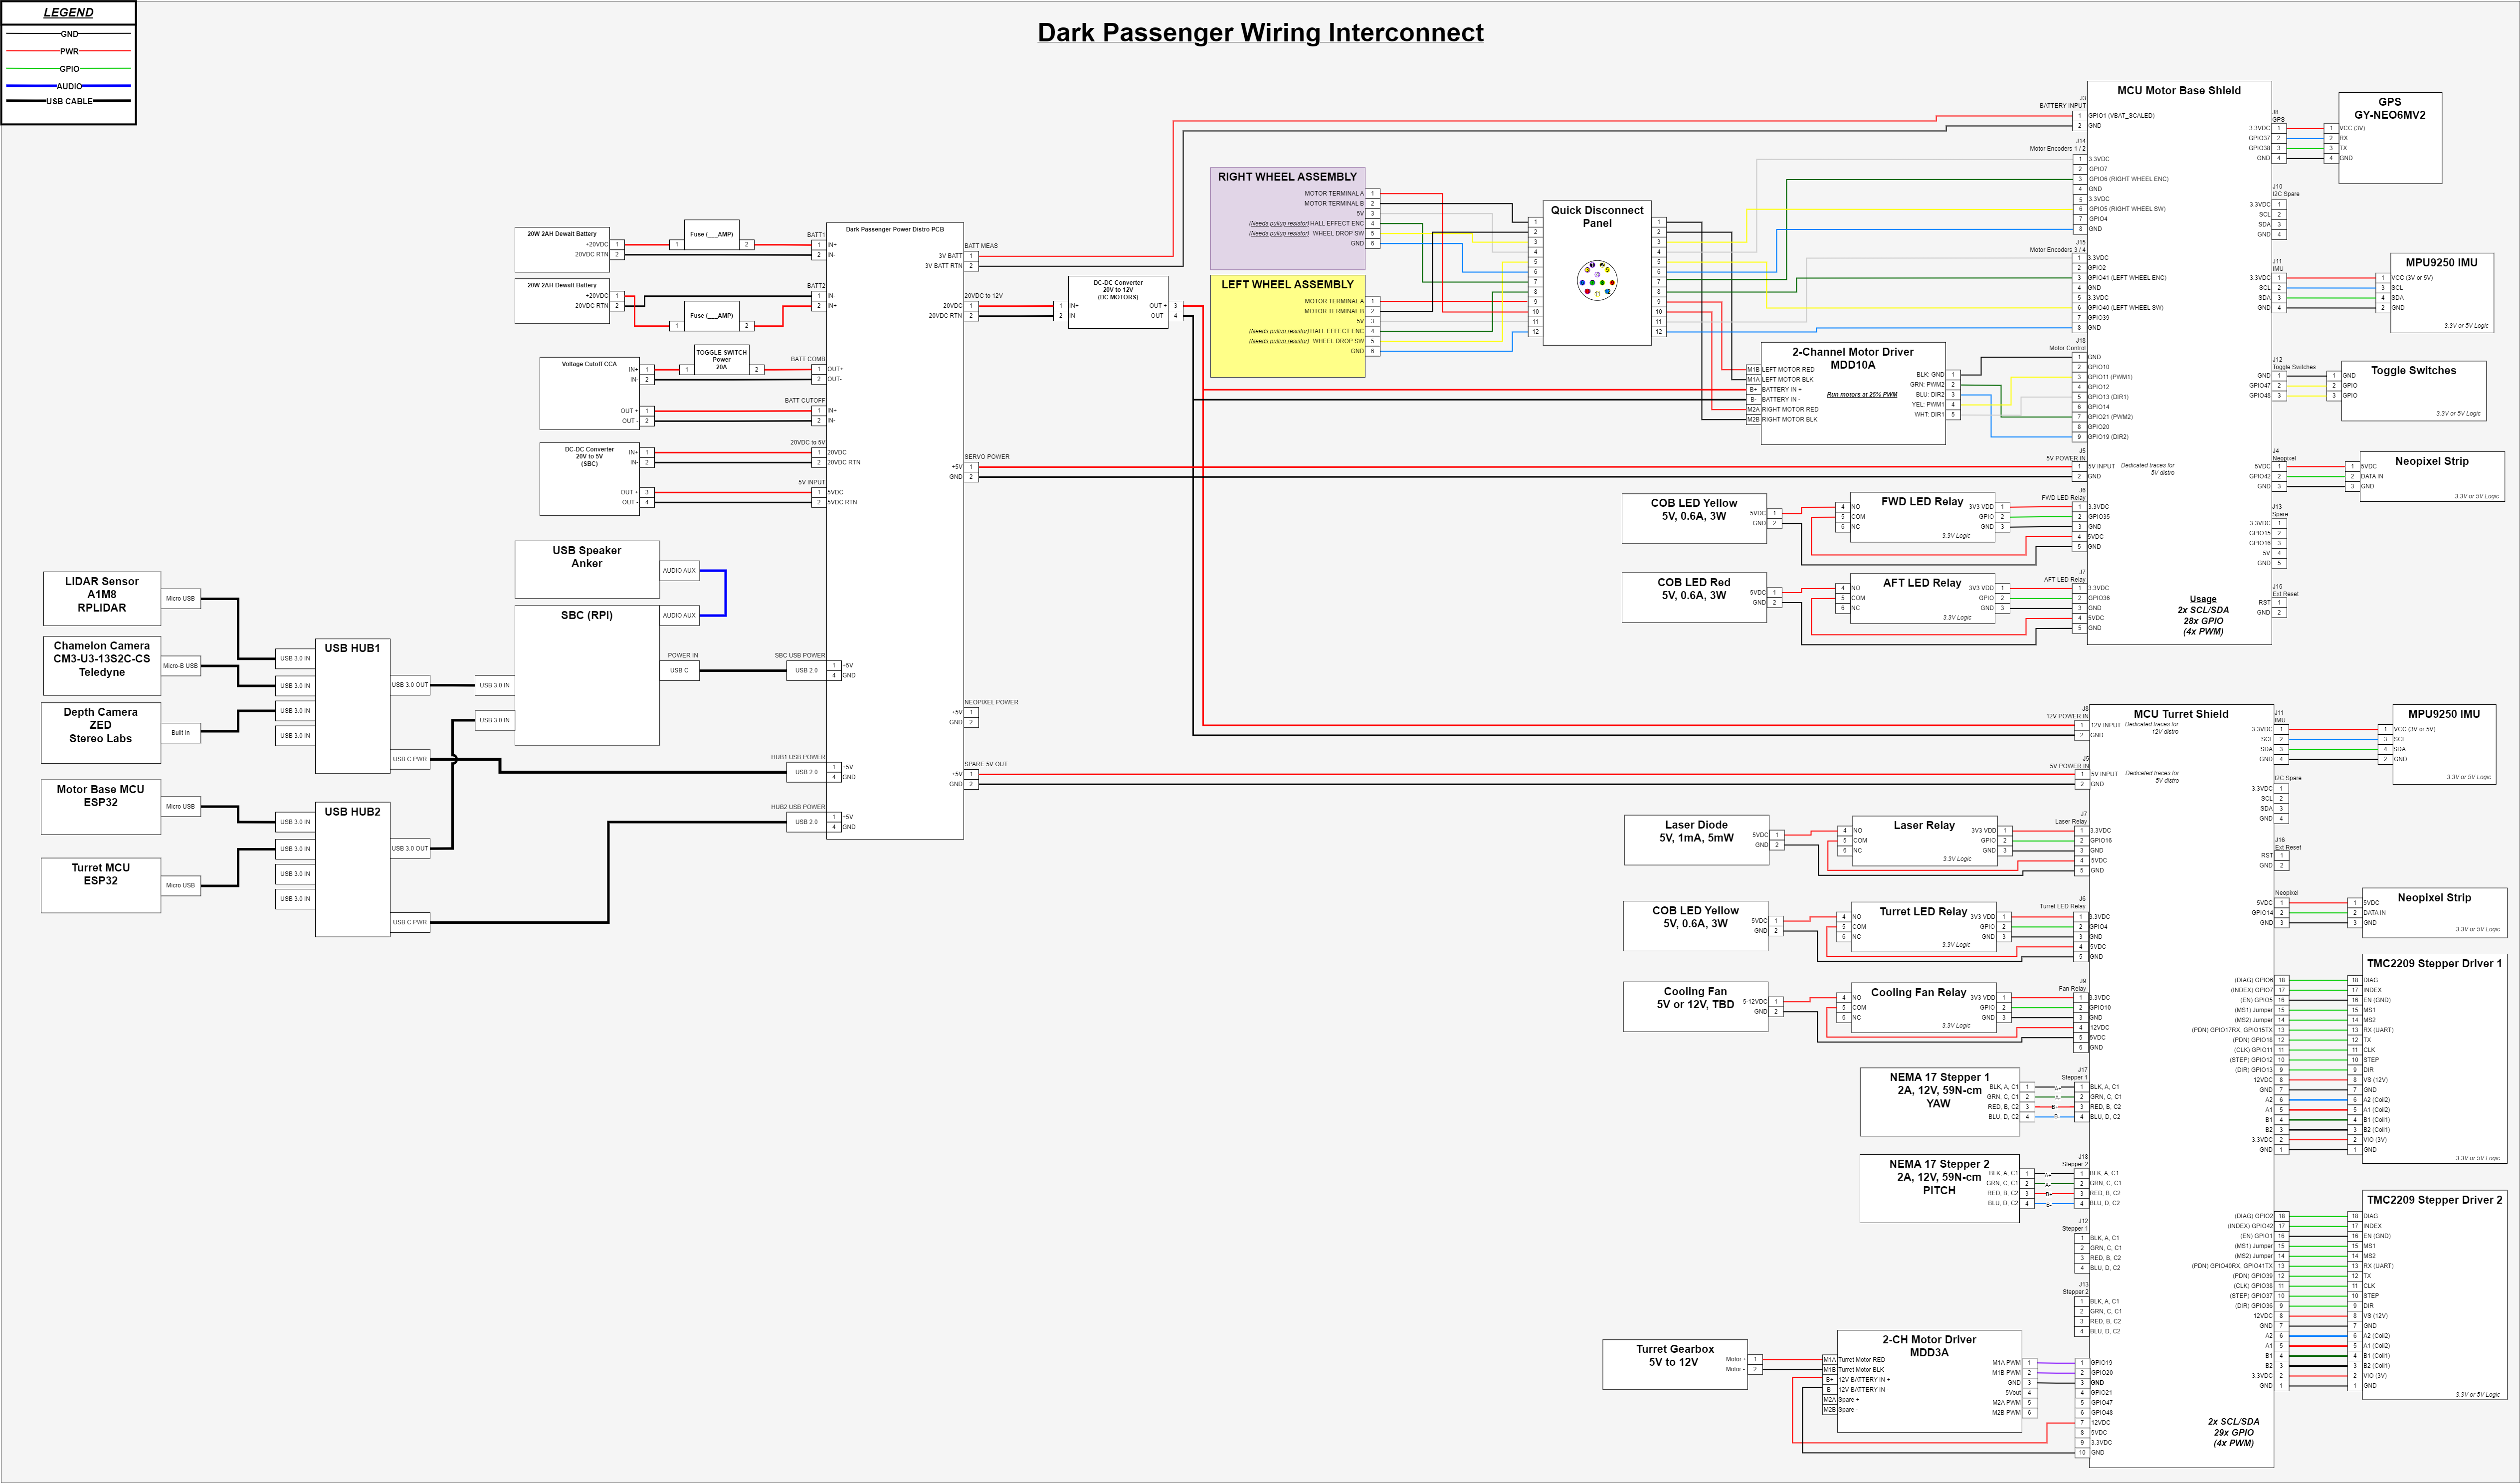 LEGEND
GND
PWR
GPIO
AUDIO
USB CABLE
Dark Passenger Wiring Interconnect
20W 2AH Dewalt Battery
+20VDC 1
20VDC RTN 2
1 Fuse (___AMP) 2
20W 2AH Dewalt Battery
+20VDC 1
20VDC RTN 2
1 Fuse (___AMP) 2
Voltage Cutoff CCA
IN+ 1
IN- 2
OUT + 1
OUT - 2
TOGGLE SWITCH
Power
20A
1 2
DC-DC Converter
20V to 5V
(SBC)
IN+ 1
IN- 2
OUT + 3
OUT - 4
USB Speaker
Anker
AUDIO AUX
SBC (RPI)
AUDIO AUX
POWER IN
USB C
USB 3.0 IN
USB 3.0 IN
LIDAR Sensor
A1M8
RPLIDAR
Micro USB
Chamelon Camera
CM3-U3-13S2C-CS
Teledyne
Micro-B USB
Depth Camera
ZED
Stereo Labs
Built In
Motor Base MCU
ESP32
Micro USB
Turret MCU
ESP32
Micro USB
USB HUB1
USB 3.0 IN
USB 3.0 IN
USB 3.0 IN
USB 3.0 IN
USB 3.0 OUT
USB C PWR
USB HUB2
USB 3.0 IN
USB 3.0 IN
USB 3.0 IN
USB 3.0 IN
USB 3.0 OUT
USB C PWR
Dark Passenger Power Distro PCB
BATT1
1 IN+
2 IN-
BATT2
1 IN-
2 IN+
BATT COMB
1 OUT+
2 OUT-
BATT CUTOFF
1 IN+
2 IN-
20VDC to 5V
1 20VDC
2 20VDC RTN
5V INPUT
1 5VDC
2 5VDC RTN
SBC USB POWER
USB 2.0
1 +5V
4 GND
HUB1 USB POWER
USB 2.0
1 +5V
4 GND
HUB2 USB POWER
USB 2.0
1 +5V
4 GND
BATT MEAS
3V BATT 1
3V BATT RTN 2
20VDC to 12V
20VDC 1
20VDC RTN 2
SERVO POWER
+5V 1
GND 2
NEOPIXEL POWER
+5V 1
GND 2
SPARE 5V OUT
+5V 1
GND 2
DC-DC Converter
20V to 12V
(DC MOTORS)
1 IN+
2 IN-
OUT + 3
OUT - 4
RIGHT WHEEL ASSEMBLY
MOTOR TERMINAL A 1
MOTOR TERMINAL B 2
5V 3
(Needs pullup resistor) HALL EFFECT ENC 4
(Needs pullup resistor) WHEEL DROP SW 5
GND 6
LEFT WHEEL ASSEMBLY
MOTOR TERMINAL A 1
MOTOR TERMINAL B 2
5V 3
(Needs pullup resistor) HALL EFFECT ENC 4
(Needs pullup resistor) WHEEL DROP SW 5
GND 6
Quick Disconnect
Panel
1 1
2 2
3 3
4 4
5 5
6 6
7 7
8 8
9 9
10 10
11 11
12 12
2-Channel Motor Driver
MDD10A
Run motors at 25% PWM
M1B LEFT MOTOR RED
M1A LEFT MOTOR BLK
B+ BATTERY IN +
B- BATTERY IN -
M2A RIGHT MOTOR RED
M2B RIGHT MOTOR BLK
BLK: GND 1
GRN: PWM2 2
BLU: DIR2 3
YEL: PWM1 4
WHT: DIR1 5
COB LED Yellow
5V, 0.6A, 3W
5VDC 1
GND 2
FWD LED Relay
4 NO
5 COM
6 NC
3V3 VDD 1
GPIO 2
GND 3
3.3V Logic
COB LED Red
5V, 0.6A, 3W
5VDC 1
GND 2
AFT LED Relay
4 NO
5 COM
6 NC
3V3 VDD 1
GPIO 2
GND 3
3.3V Logic
MCU Motor Base Shield
J3
BATTERY INPUT
1 GPIO1 (VBAT_SCALED)
2 GND
J14
Motor Encoders 1 / 2
1 3.3VDC
2 GPIO7
3 GPIO6 (RIGHT WHEEL ENC)
4 GND
5 3.3VDC
6 GPIO5 (RIGHT WHEEL SW)
7 GPIO4
8 GND
J15
Motor Encoders 3 / 4
1 3.3VDC
2 GPIO2
3 GPIO41 (LEFT WHEEL ENC)
4 GND
5 3.3VDC
6 GPIO40 (LEFT WHEEL SW)
7 GPIO39
8 GND
J18
Motor Control
1 GND
2 GPIO10
3 GPIO11 (PWM1)
4 GPIO12
5 GPIO13 (DIR1)
6 GPIO14
7 GPIO21 (PWM2)
8 GPIO20
9 GPIO19 (DIR2)
J5
5V POWER IN
1 5V INPUT
2 GND
Dedicated traces for
5V distro
J6
FWD LED Relay
1 3.3VDC
2 GPIO35
3 GND
4 5VDC
5 GND
J7
AFT LED Relay
1 3.3VDC
2 GPIO36
3 GND
4 5VDC
5 GND
Usage
2x SCL/SDA
28x GPIO
(4x PWM)
J8
GPS
3.3VDC 1
GPIO37 2
GPIO38 3
GND 4
J10
I2C Spare
3.3VDC 1
SCL 2
SDA 3
GND 4
J11
IMU
3.3VDC 1
SCL 2
SDA 3
GND 4
J12
Toggle Switches
GND 1
GPIO47 2
GPIO48 3
J4
Neopixel
5VDC 1
GPIO42 2
GND 3
J13
Spare
3.3VDC 1
GPIO15 2
GPIO16 3
5V 4
GND 5
J16
Ext Reset
RST 1
GND 2
GPS
GY-NEO6MV2
1 VCC (3V)
2 RX
3 TX
4 GND
MPU9250 IMU
1 VCC (3V or 5V)
3 SCL
4 SDA
2 GND
3.3V or 5V Logic
Toggle Switches
1 GND
2 GPIO
3 GPIO
3.3V or 5V Logic
Neopixel Strip
1 5VDC
2 DATA IN
3 GND
3.3V or 5V Logic
MCU Turret Shield
J8
12V POWER IN
1 12V INPUT
2 GND
Dedicated traces for
12V distro
J5
5V POWER IN
1 5V INPUT
2 GND
Dedicated traces for
5V distro
Laser Diode
5V, 1mA, 5mW
5VDC 1
GND 2
Laser Relay
4 NO
5 COM
6 NC
3V3 VDD 1
GPIO 2
GND 3
3.3V Logic
J7
Laser Relay
1 3.3VDC
2 GPIO16
3 GND
4 5VDC
5 GND
COB LED Yellow
5V, 0.6A, 3W
5VDC 1
GND 2
Turret LED Relay
4 NO
5 COM
6 NC
3V3 VDD 1
GPIO 2
GND 3
3.3V Logic
J6
Turret LED Relay
1 3.3VDC
2 GPIO4
3 GND
4 5VDC
5 GND
Cooling Fan
5V or 12V, TBD
5-12VDC 1
GND 2
Cooling Fan Relay
4 NO
5 COM
6 NC
3V3 VDD 1
GPIO 2
GND 3
3.3V Logic
J9
Fan Relay
1 3.3VDC
2 GPIO10
3 GND
4 12VDC
5 5VDC
6 GND
NEMA 17 Stepper 1
2A, 12V, 59N-cm
YAW
BLK, A, C1 1
GRN, C, C1 2
RED, B, C2 3
BLU, D, C2 4
A+
A-
B+
B-
J17
Stepper 1
1 BLK, A, C1
2 GRN, C, C1
3 RED, B, C2
4 BLU, D, C2
NEMA 17 Stepper 2
2A, 12V, 59N-cm
PITCH
BLK, A, C1 1
GRN, C, C1 2
RED, B, C2 3
BLU, D, C2 4
A+
A-
B+
B-
J18
Stepper 2
1 BLK, A, C1
2 GRN, C, C1
3 RED, B, C2
4 BLU, D, C2
J12
Stepper 1
1 BLK, A, C1
2 GRN, C, C1
3 RED, B, C2
4 BLU, D, C2
J13
Stepper 2
1 BLK, A, C1
2 GRN, C, C1
3 RED, B, C2
4 BLU, D, C2
Turret Gearbox
5V to 12V
Motor + 1
Motor - 2
2-CH Motor Driver
MDD3A
M1A Turret Motor RED
M1B Turret Motor BLK
B+ 12V BATTERY IN +
B- 12V BATTERY IN -
M2A Spare +
M2B Spare -
M1A PWM 1
M1B PWM 2
GND 3
5Vout 4
M2A PWM 5
M2B PWM 6
1 GPIO19
2 GPIO20
3 GND
4 GPIO21
5 GPIO47
6 GPIO48
7 12VDC
8 5VDC
9 3.3VDC
10 GND
2x SCL/SDA
29x GPIO
(4x PWM)
J11
IMU
3.3VDC 1
SCL 2
SDA 3
GND 4
I2C Spare
3.3VDC 1
SCL 2
SDA 3
GND 4
J15
Ext Reset
RST 1
GND 2
Neopixel
5VDC 1
GPIO14 2
GND 3
MPU9250 IMU
1 VCC (3V or 5V)
3 SCL
4 SDA
2 GND
3.3V or 5V Logic
Neopixel Strip
1 5VDC
2 DATA IN
3 GND
3.3V or 5V Logic
TMC2209 Stepper Driver 1
(DIAG) GPIO6 18 18 DIAG
(INDEX) GPIO7 17 17 INDEX
(EN) GPIO5 16 16 EN (GND)
(MS1) Jumper 15 15 MS1
(MS2) Jumper 14 14 MS2
(PDN) GPIO17RX, GPIO15TX 13 13 RX (UART)
(PDN) GPIO18 12 12 TX
(CLK) GPIO11 11 11 CLK
(STEP) GPIO12 10 10 STEP
(DIR) GPIO13 9 9 DIR
12VDC 8 8 VS (12V)
GND 7 7 GND
A2 6 6 A2 (Coil2)
A1 5 5 A1 (Coil2)
B1 4 4 B1 (Coil1)
B2 3 3 B2 (Coil1)
3.3VDC 2 2 VIO (3V)
GND 1 1 GND
3.3V or 5V Logic
TMC2209 Stepper Driver 2
(DIAG) GPIO2 18 18 DIAG
(INDEX) GPIO42 17 17 INDEX
(EN) GPIO1 16 16 EN (GND)
(MS1) Jumper 15 15 MS1
(MS2) Jumper 14 14 MS2
(PDN) GPIO40RX, GPIO41TX 13 13 RX (UART)
(PDN) GPIO39 12 12 TX
(CLK) GPIO38 11 11 CLK
(STEP) GPIO37 10 10 STEP
(DIR) GPIO36 9 9 DIR
12VDC 8 8 VS (12V)
GND 7 7 GND
A2 6 6 A2 (Coil2)
A1 5 5 A1 (Coil2)
B1 4 4 B1 (Coil1)
B2 3 3 B2 (Coil1)
3.3VDC 2 2 VIO (3V)
GND 1 1 GND
3.3V or 5V Logic